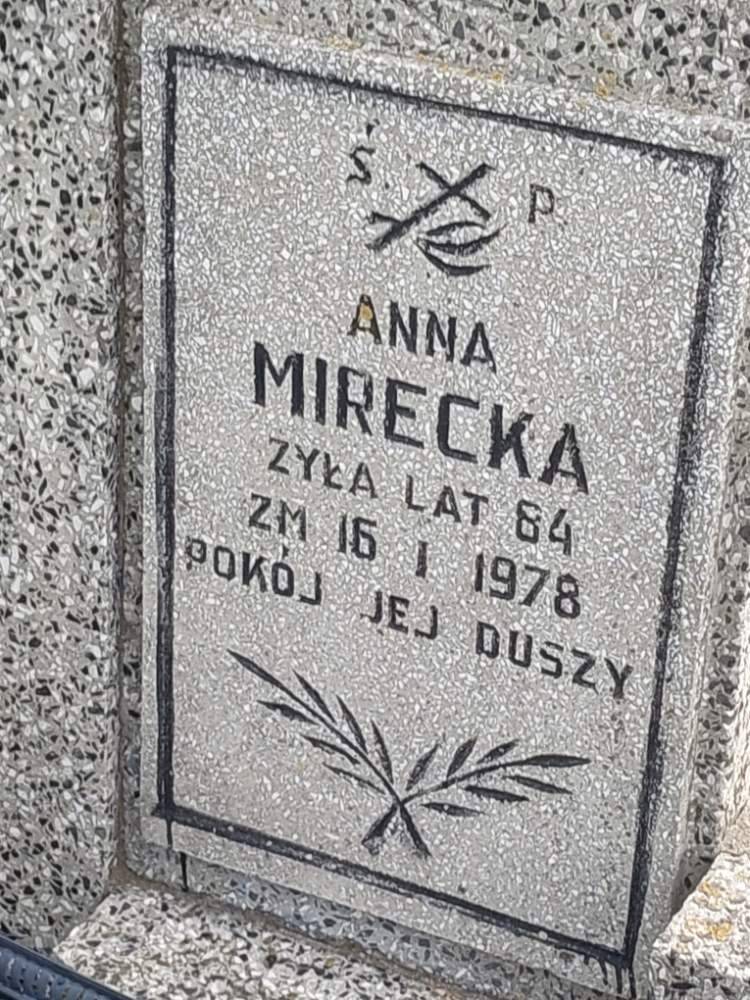 Ś. P.
ANNA
MIRECKA
ŻYŁA LAT 64
ZM 16 I 1978
POKÓJ JEJ DUSZY